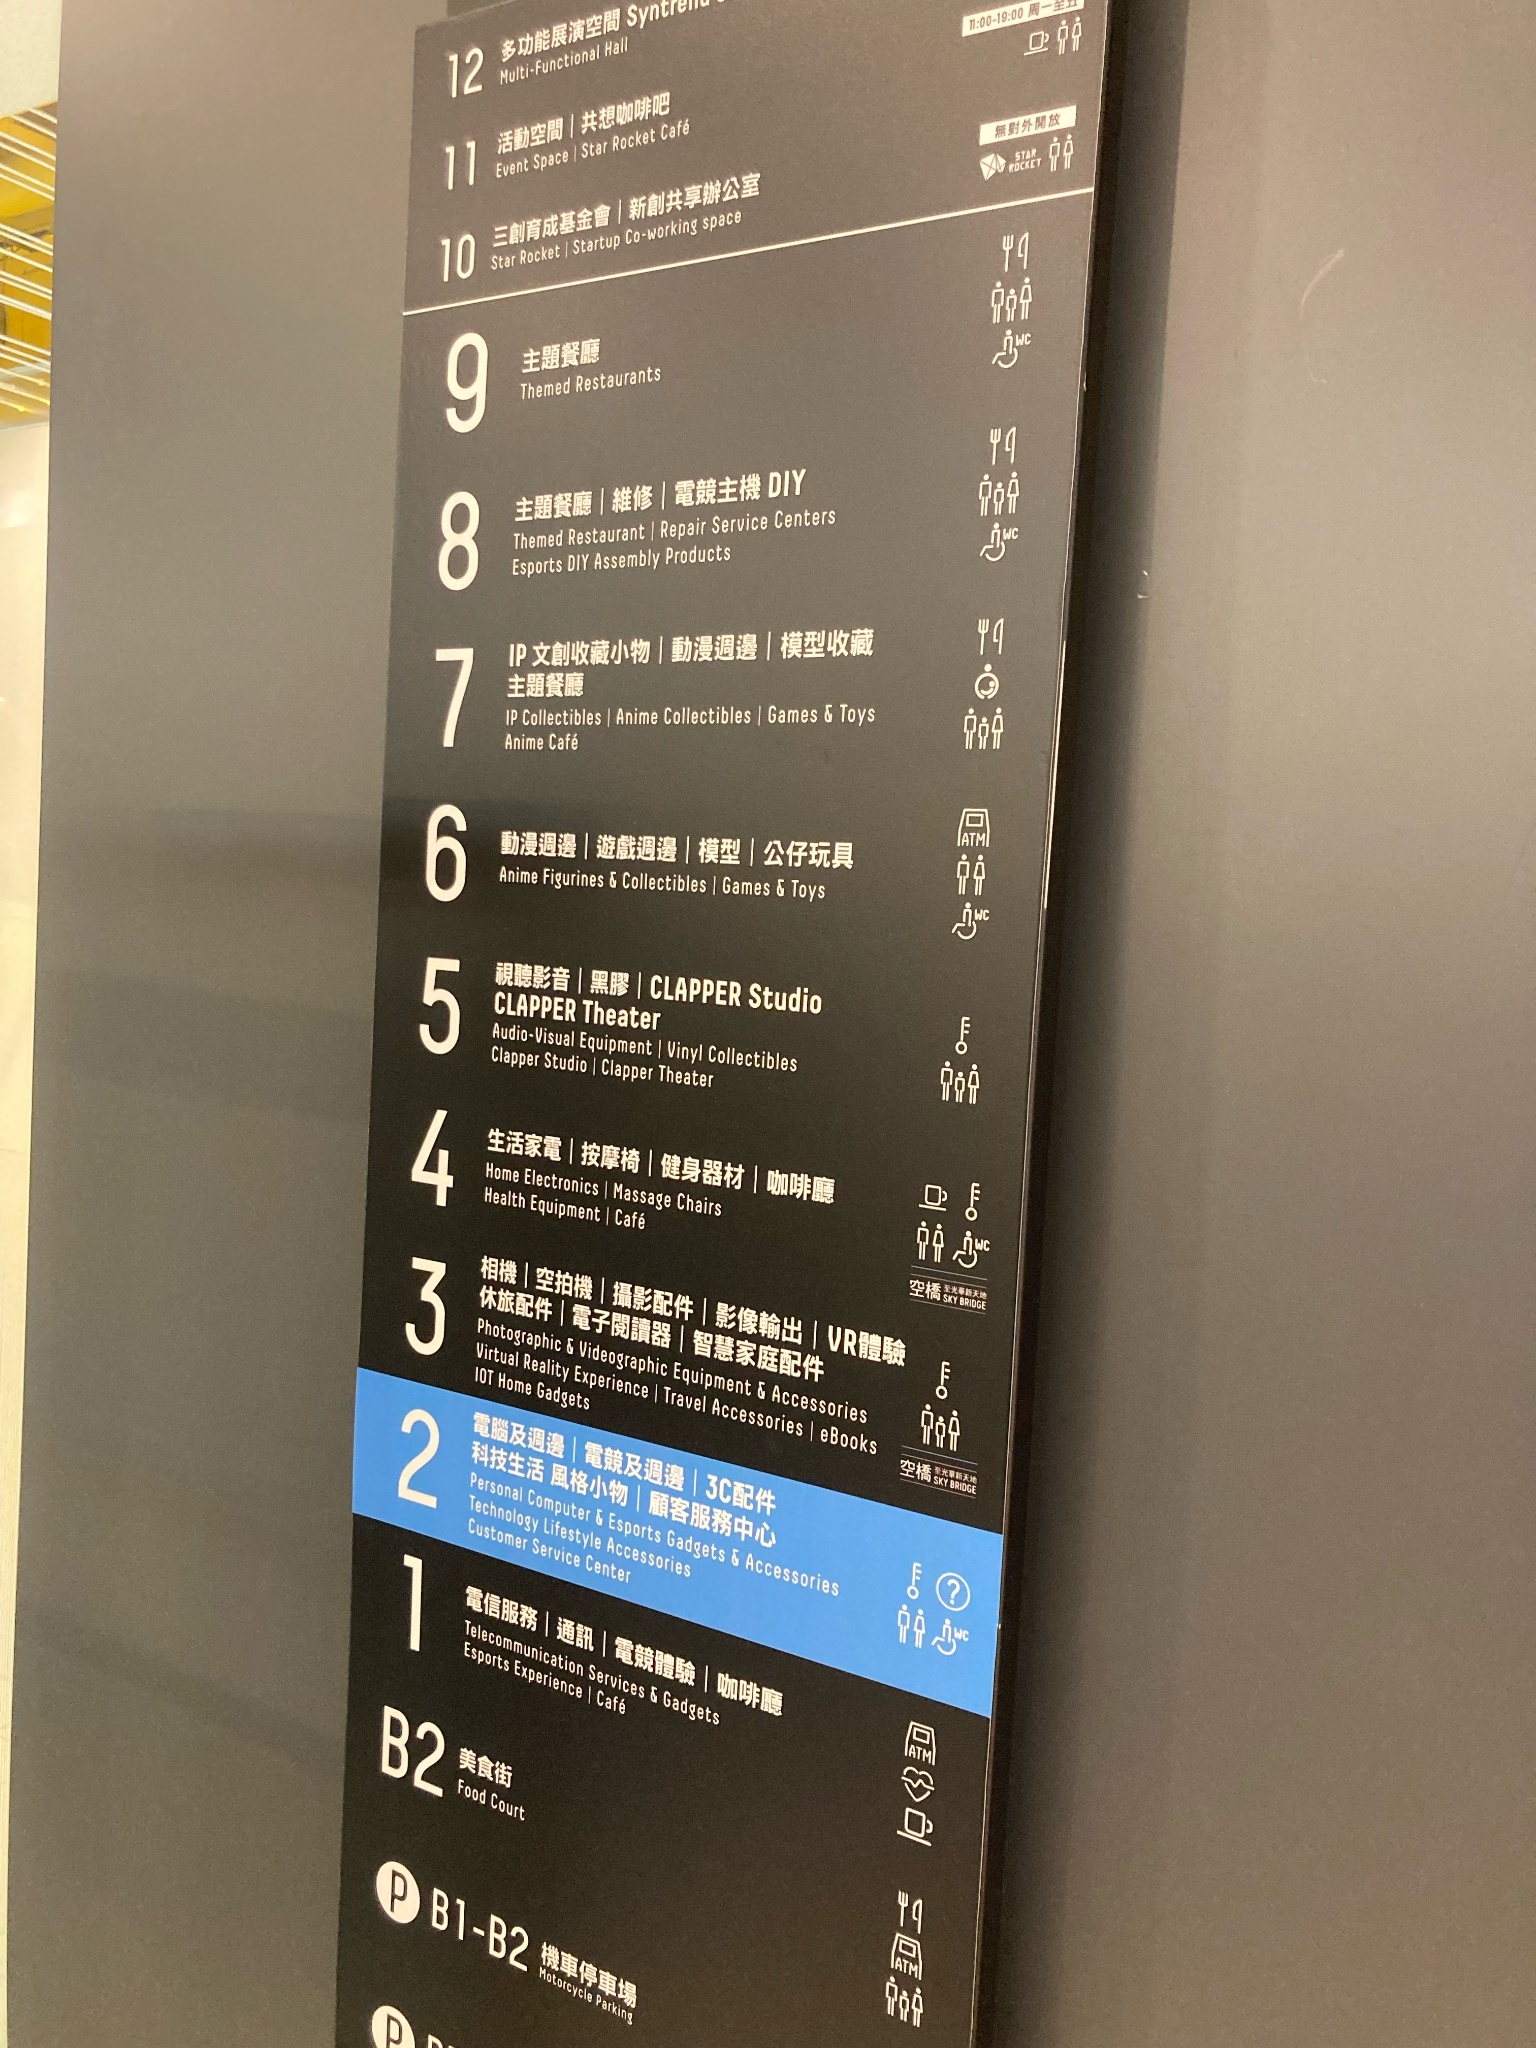 12 多功能展演空間 Syntrend
Multi-Functional Hall
11:00-19:00 周一至五
11 活動空間｜共想咖啡吧
Event Space | Star Rocket Café
無對外開放
STAR ROCKET
10 三創育成基金會｜新創共享辦公室
Star Rocket | Startup Co-working space
9 主題餐廳
Themed Restaurants
WC
8 主題餐廳｜維修｜電競主機 DIY
Themed Restaurant | Repair Service Centers
Esports DIY Assembly Products
WC
7 IP 文創收藏小物｜動漫週邊｜模型收藏
主題餐廳
IP Collectibles | Anime Collectibles | Games & Toys
Anime Café
6 動漫週邊｜遊戲週邊｜模型｜公仔玩具
Anime Figurines & Collectibles | Games & Toys
ATM
WC
5 視聽影音｜黑膠｜CLAPPER Studio
CLAPPER Theater
Audio-Visual Equipment | Vinyl Collectibles
Clapper Studio | Clapper Theater
4 生活家電｜按摩椅｜健身器材｜咖啡廳
Home Electronics | Massage Chairs
Health Equipment | Café
WC
空橋 至光華新天地 SKY BRIDGE
3 相機｜空拍機｜攝影配件｜影像輸出｜VR體驗
休旅配件｜電子閱讀器｜智慧家庭配件
Photographic & Videographic Equipment & Accessories
Virtual Reality Experience | Travel Accessories | eBooks
IOT Home Gadgets
空橋 至光華新天地 SKY BRIDGE
2 電腦及週邊｜電競及週邊｜3C配件
科技生活 風格小物｜顧客服務中心
Personal Computer & Esports Gadgets & Accessories
Technology Lifestyle Accessories
Customer Service Center
?
WC
1 電信服務｜通訊｜電競體驗｜咖啡廳
Telecommunication Services & Gadgets
Esports Experience | Café
ATM
B2 美食街
Food Court
ATM
P B1-B2 機車停車場
Motorcycle Parking
P